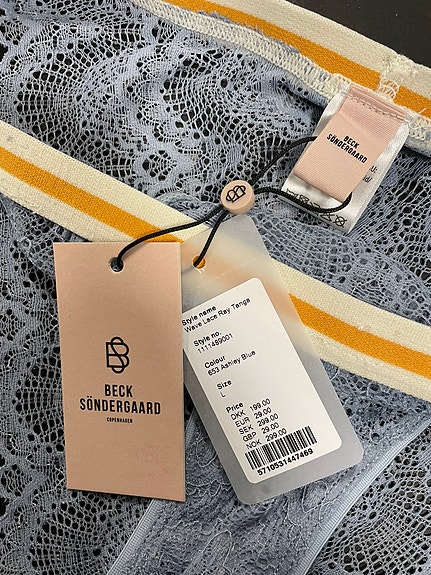 BECK
SÖNDERGAARD
BECK
SÖNDERGAARD
COPENHAGEN
Style name
Wave Lace Ray Tanga
Style no.
1111489001
Colour
653 Ashley Blue
Size
L
Price
DKK 199.00
EUR 29.00
SEK 299.00
GBP 29.00
NOK 299.00
5710531447469